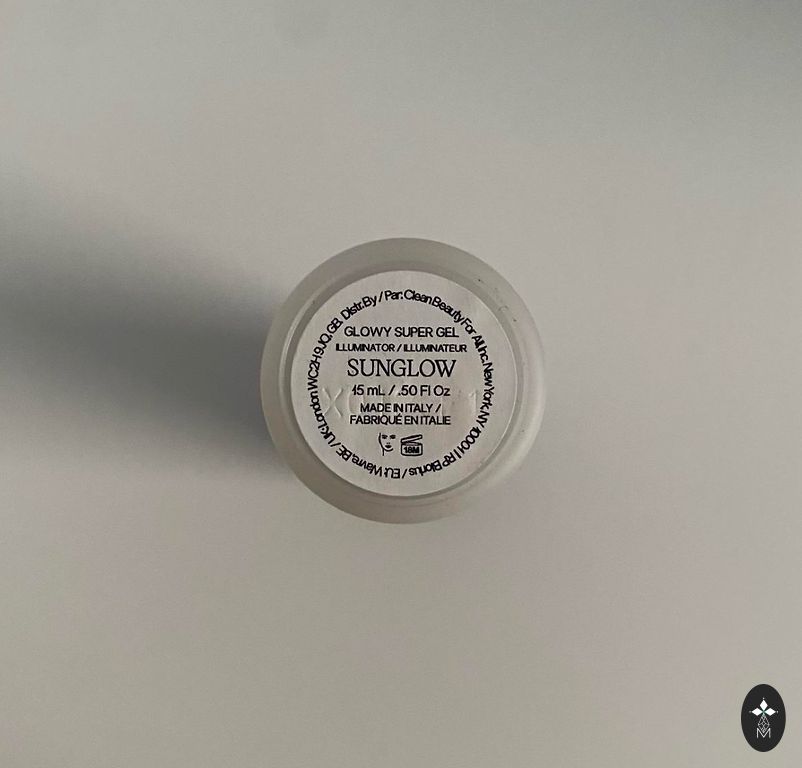 Distr.By / Par: Clean Beauty For All Inc. New York, NY 10001 | RP Biorius / EU: Wavre, BE / UK: London WC2H 9JQ, GB
GLOWY SUPER GEL
ILLUMINATOR / ILLUMINATEUR
SUNGLOW
15 mL / .50 Fl Oz
MADE IN ITALY /
FABRIQUÉ EN ITALIE
18M
M